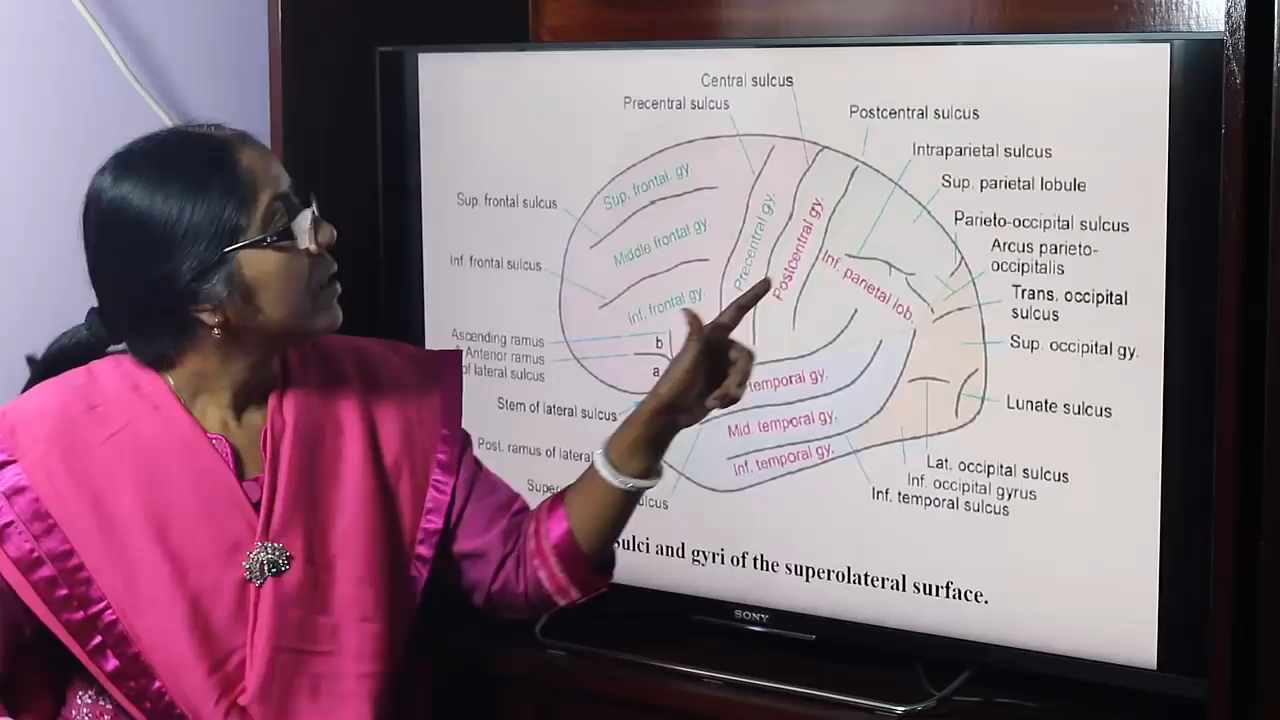 Central sulcus
Precentral sulcus
Postcentral sulcus
Intraparietal sulcus
Sup. parietal lobule
Parieto-occipital sulcus
Arcus parieto-
occipitalis
Trans. occipital
sulcus
Sup. occipital gy.
Lunate sulcus
Lat. occipital sulcus
Inf. occipital gyrus
Inf. temporal sulcus
Sup. frontal sulcus
Inf. frontal sulcus
Ascending ramus
Anterior ramus
of lateral sulcus
Stem of lateral sulcus
Post. ramus of lateral
sulcus
Sup. frontal gy.
Middle frontal gy.
Inf. frontal gy.
b
a
Precentral gy.
Postcentral gy.
Inf. parietal lob.
temporal gy.
Mid. temporal gy.
Inf. temporal gy.
sulci and gyri of the superolateral surface.
SONY